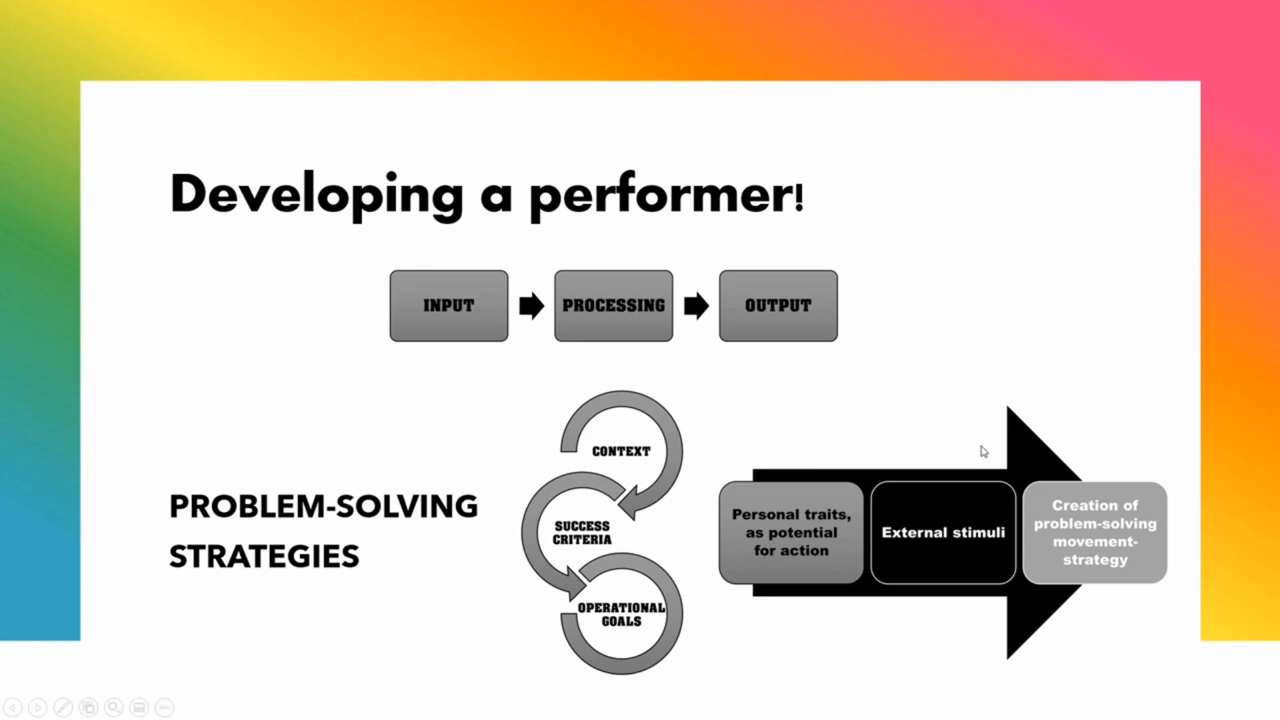 Developing a performer!
INPUT
PROCESSING
OUTPUT
PROBLEM-SOLVING
STRATEGIES
CONTEXT
SUCCESS
CRITERIA
OPERATIONAL
GOALS
Personal traits,
as potential
for action
External stimuli
Creation of
problem-solving
movement-
strategy